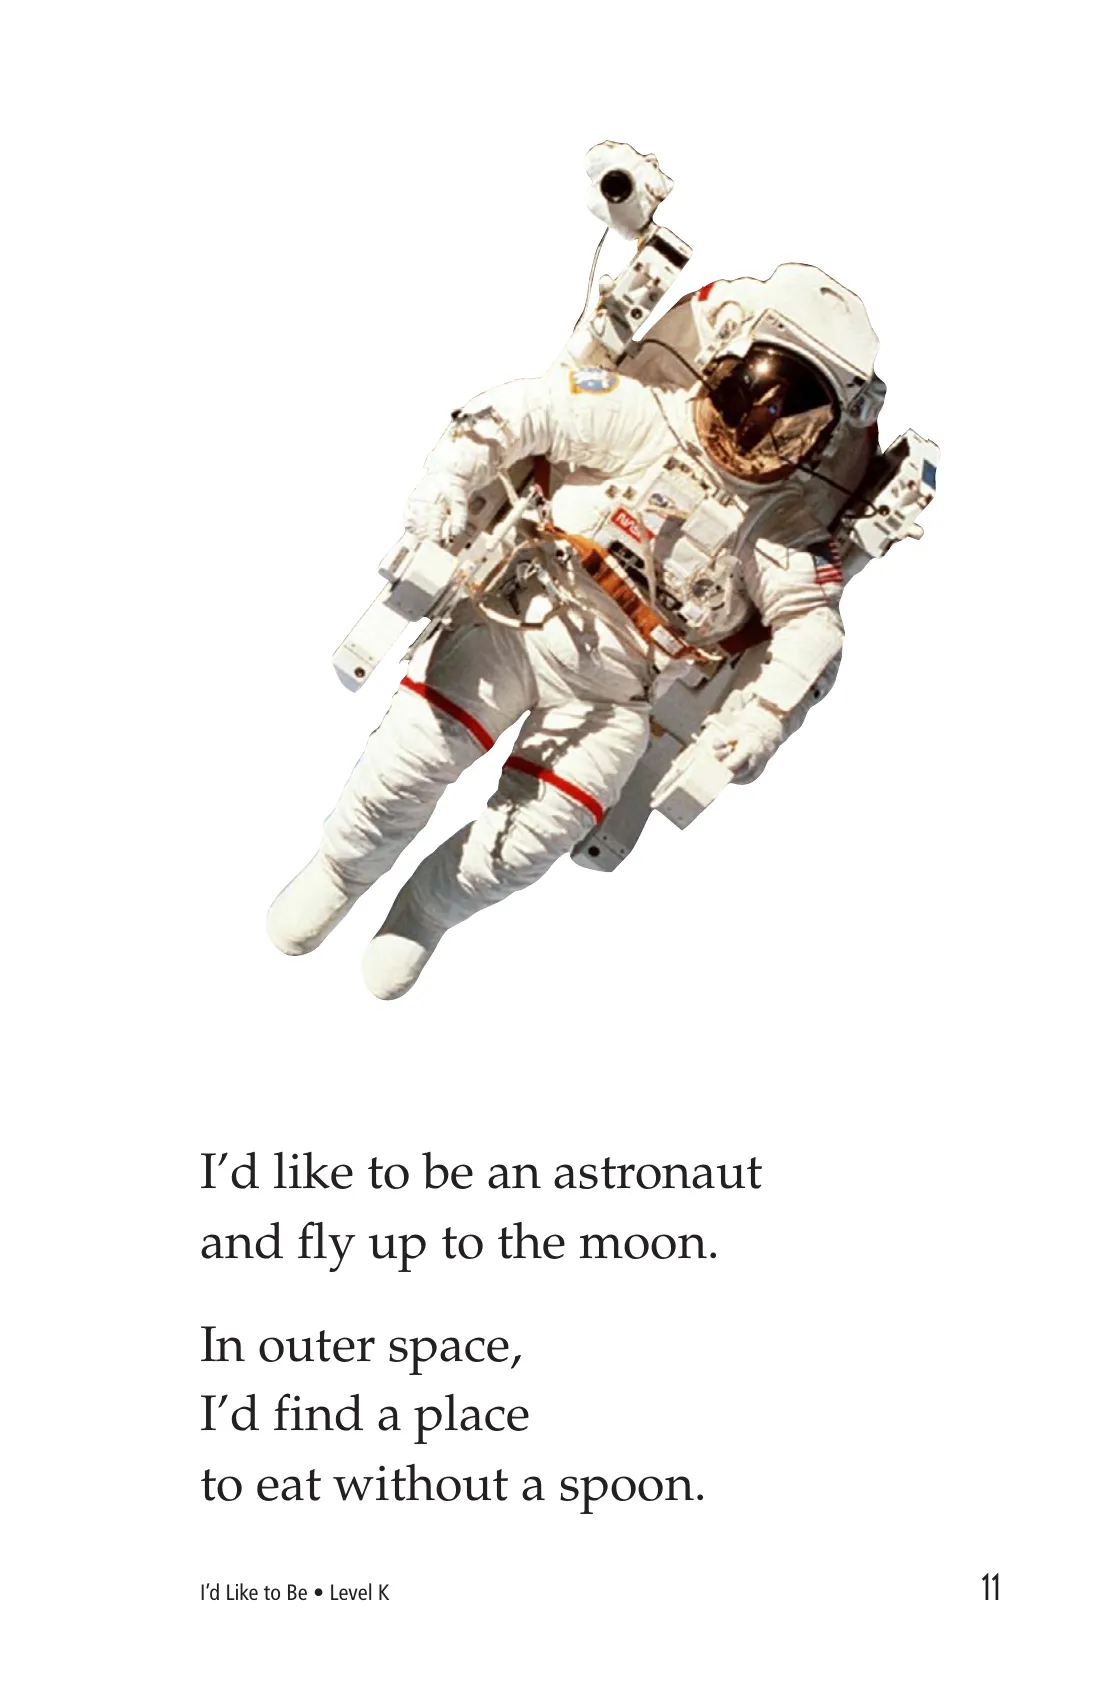 NASA
I’d like to be an astronaut
and fly up to the moon.
In outer space,
I’d find a place
to eat without a spoon.
I’d Like to Be • Level K
11